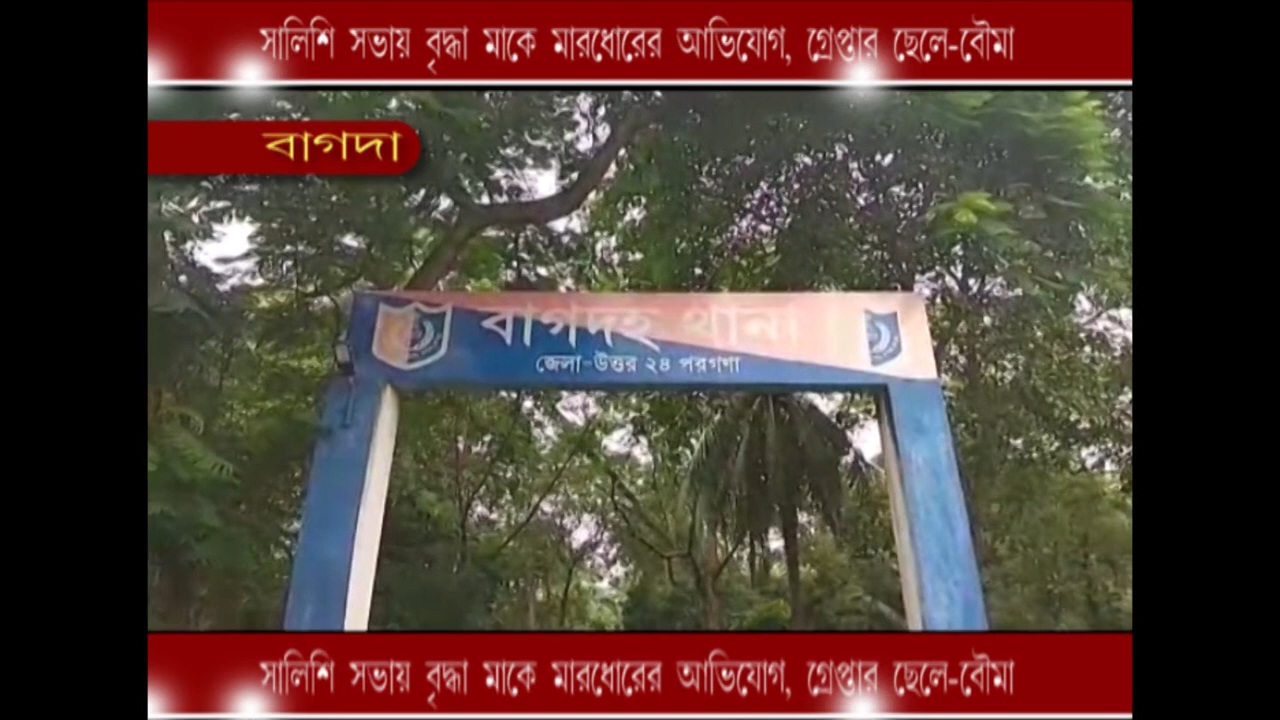 সালিশি সভায় বৃদ্ধা মাকে মারধোরের অভিযোগ, গ্রেপ্তার ছেলে-বৌমা
বাগদা
বাগদহ থানা
জেলা-উত্তর ২৪ পরগণা
সালিশি সভায় বৃদ্ধা মাকে মারধোরের অভিযোগ, গ্রেপ্তার ছেলে-বৌমা